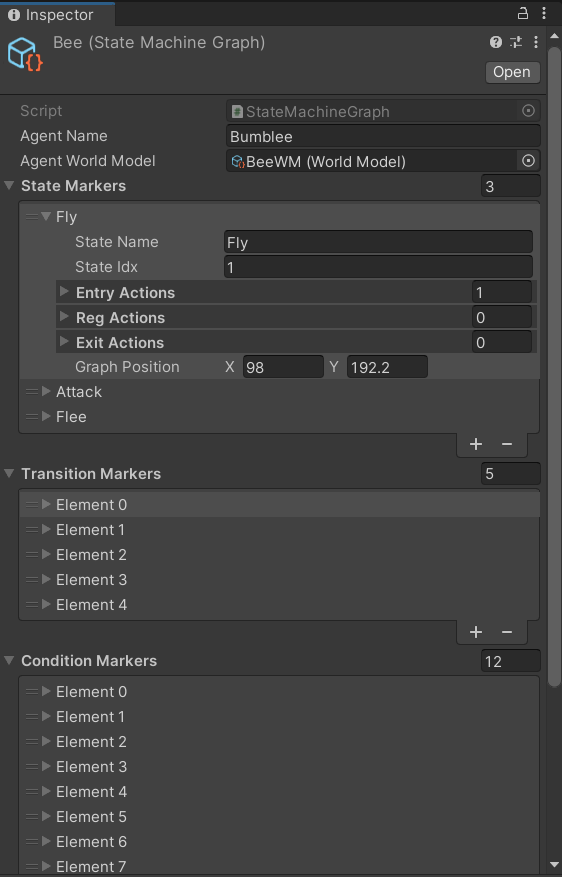 Inspector
Bee (State Machine Graph)
Open
Script StateMachineGraph
Agent Name Bumblee
Agent World Model BeeWM (World Model)
State Markers 3
Fly
State Name Fly
State Idx 1
Entry Actions 1
Reg Actions 0
Exit Actions 0
Graph Position X 98 Y 192.2
Attack
Flee
+ −
Transition Markers 5
Element 0
Element 1
Element 2
Element 3
Element 4
+ −
Condition Markers 12
Element 0
Element 1
Element 2
Element 3
Element 4
Element 5
Element 6
Element 7